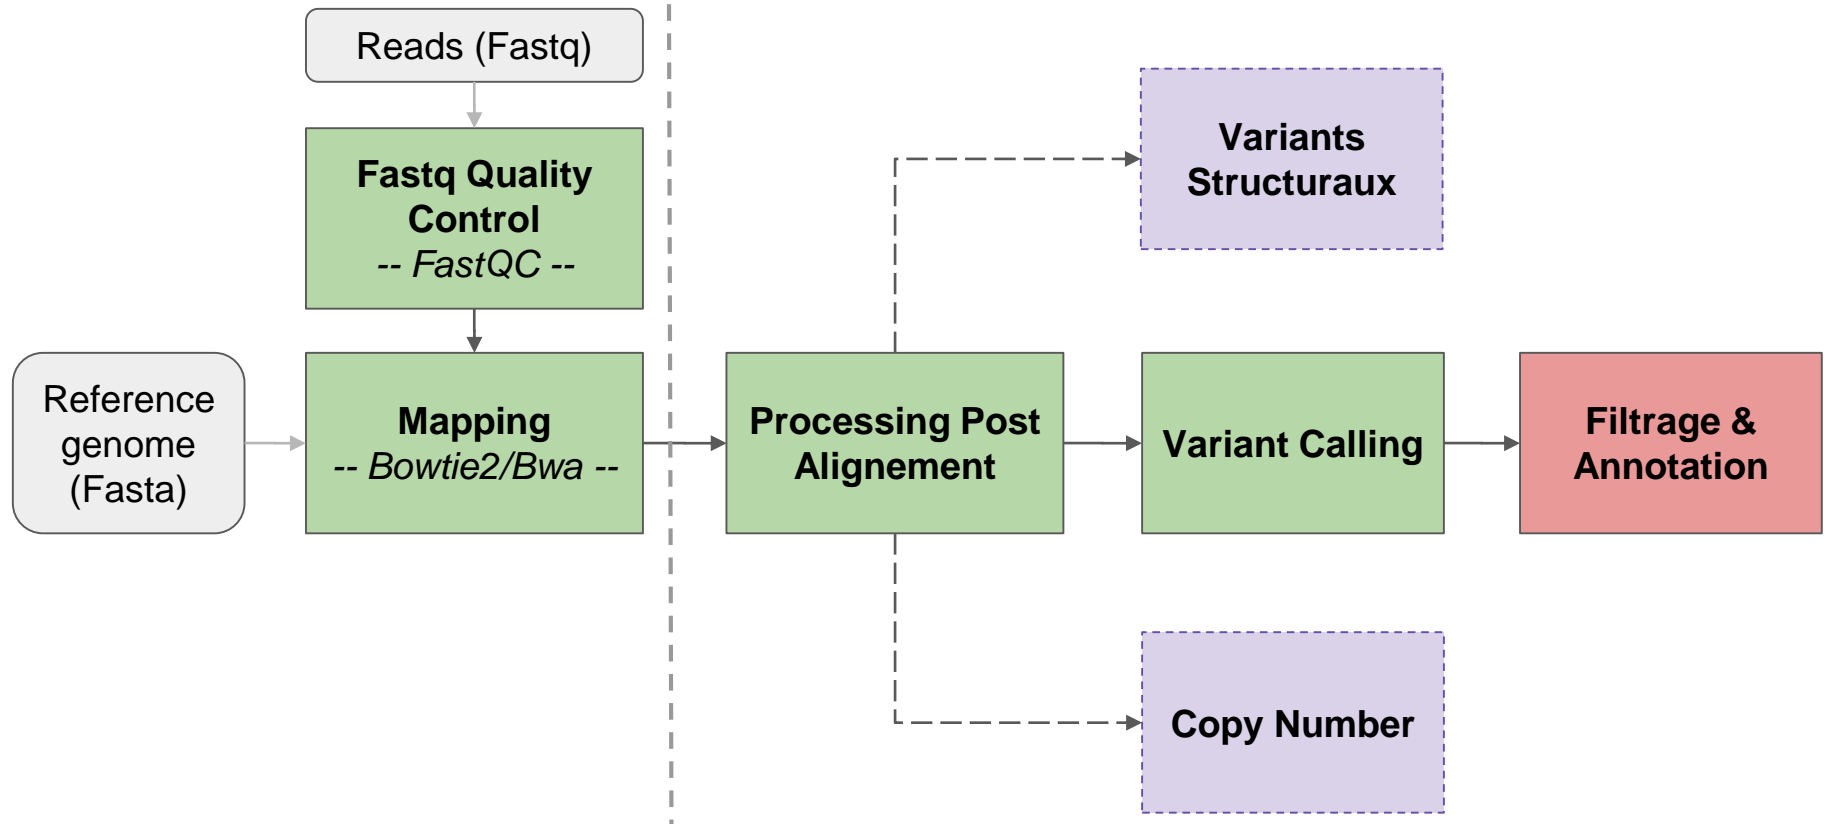 Reads (Fastq)
Fastq Quality
Control
-- FastQC --
Reference
genome
(Fasta)
Mapping
-- Bowtie2/Bwa --
Processing Post
Alignement
Variants
Structuraux
Variant Calling
Copy Number
Filtrage &
Annotation